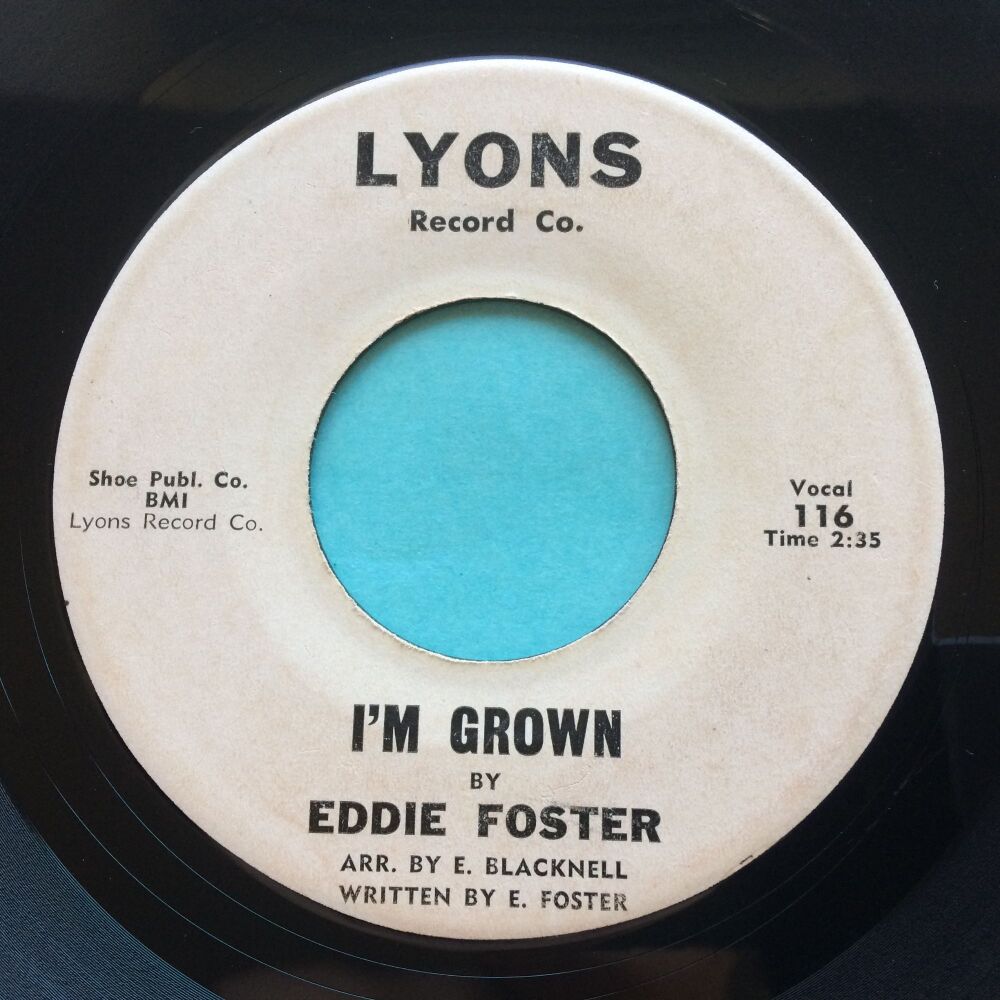 LYONS
Record Co.
Shoe Publ. Co.
BMI
Lyons Record Co.
Vocal
116
Time 2:35
I'M GROWN
BY
EDDIE FOSTER
ARR. BY E. BLACKNELL
WRITTEN BY E. FOSTER